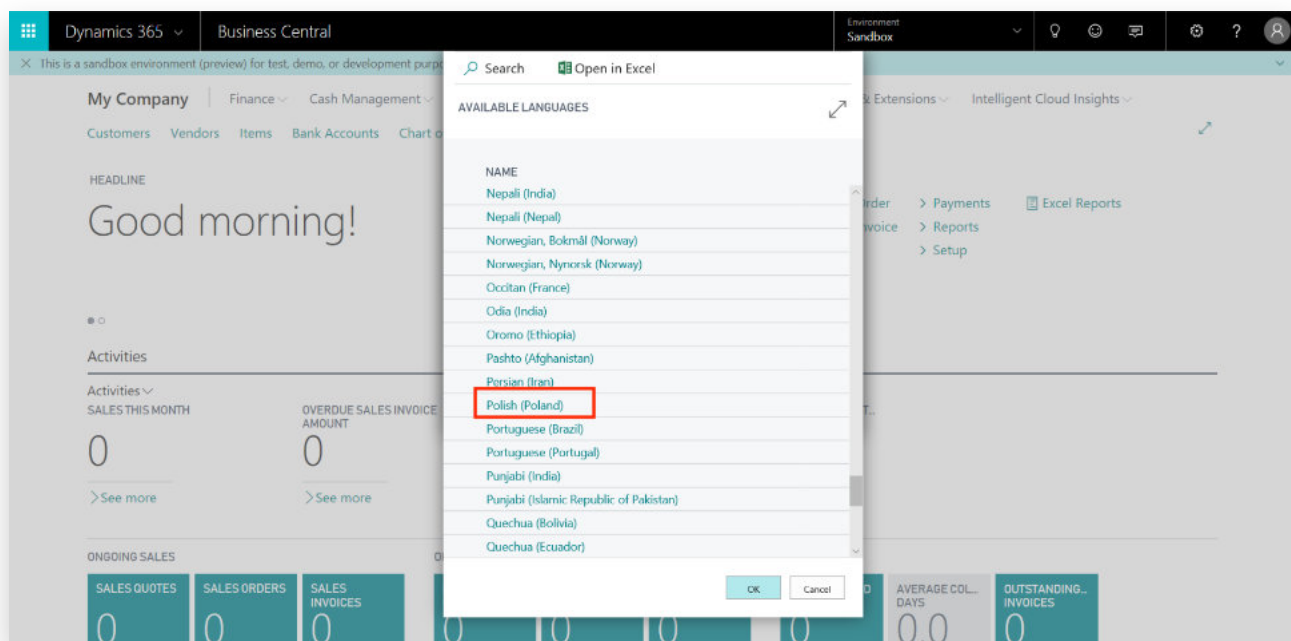 Dynamics 365 Business Central
Environment
Sandbox
?
This is a sandbox environment (preview) for test, demo, or development
Search Open in Excel
My Company Finance Cash Management & Extensions Intelligent Cloud Insights
AVAILABLE LANGUAGES
Customers Vendors Items Bank Accounts Chart
NAME
HEADLINE
Good morning!
Nepali (India)
Nepali (Nepal)
Norwegian, Bokmål (Norway)
Norwegian, Nynorsk (Norway)
Occitan (France)
Odia (India)
Oromo (Ethiopia)
Pashto (Afghanistan)
Persian (Iran)
Polish (Poland)
Portuguese (Brazil)
Portuguese (Portugal)
Punjabi (India)
Punjabi (Islamic Republic of Pakistan)
Quechua (Bolivia)
Quechua (Ecuador)
OK Cancel
> Payments Excel Reports
> Reports
> Setup
Activities
Activities
SALES THIS MONTH
0
>See more
OVERDUE SALES INVOICE
AMOUNT
0
>See more
ONGOING SALES
SALES QUOTES
0
SALES ORDERS
0
SALES
INVOICES
0
0
0
0
0
AVERAGE COL...
DAYS
0.0
OUTSTANDING...
INVOICES
0